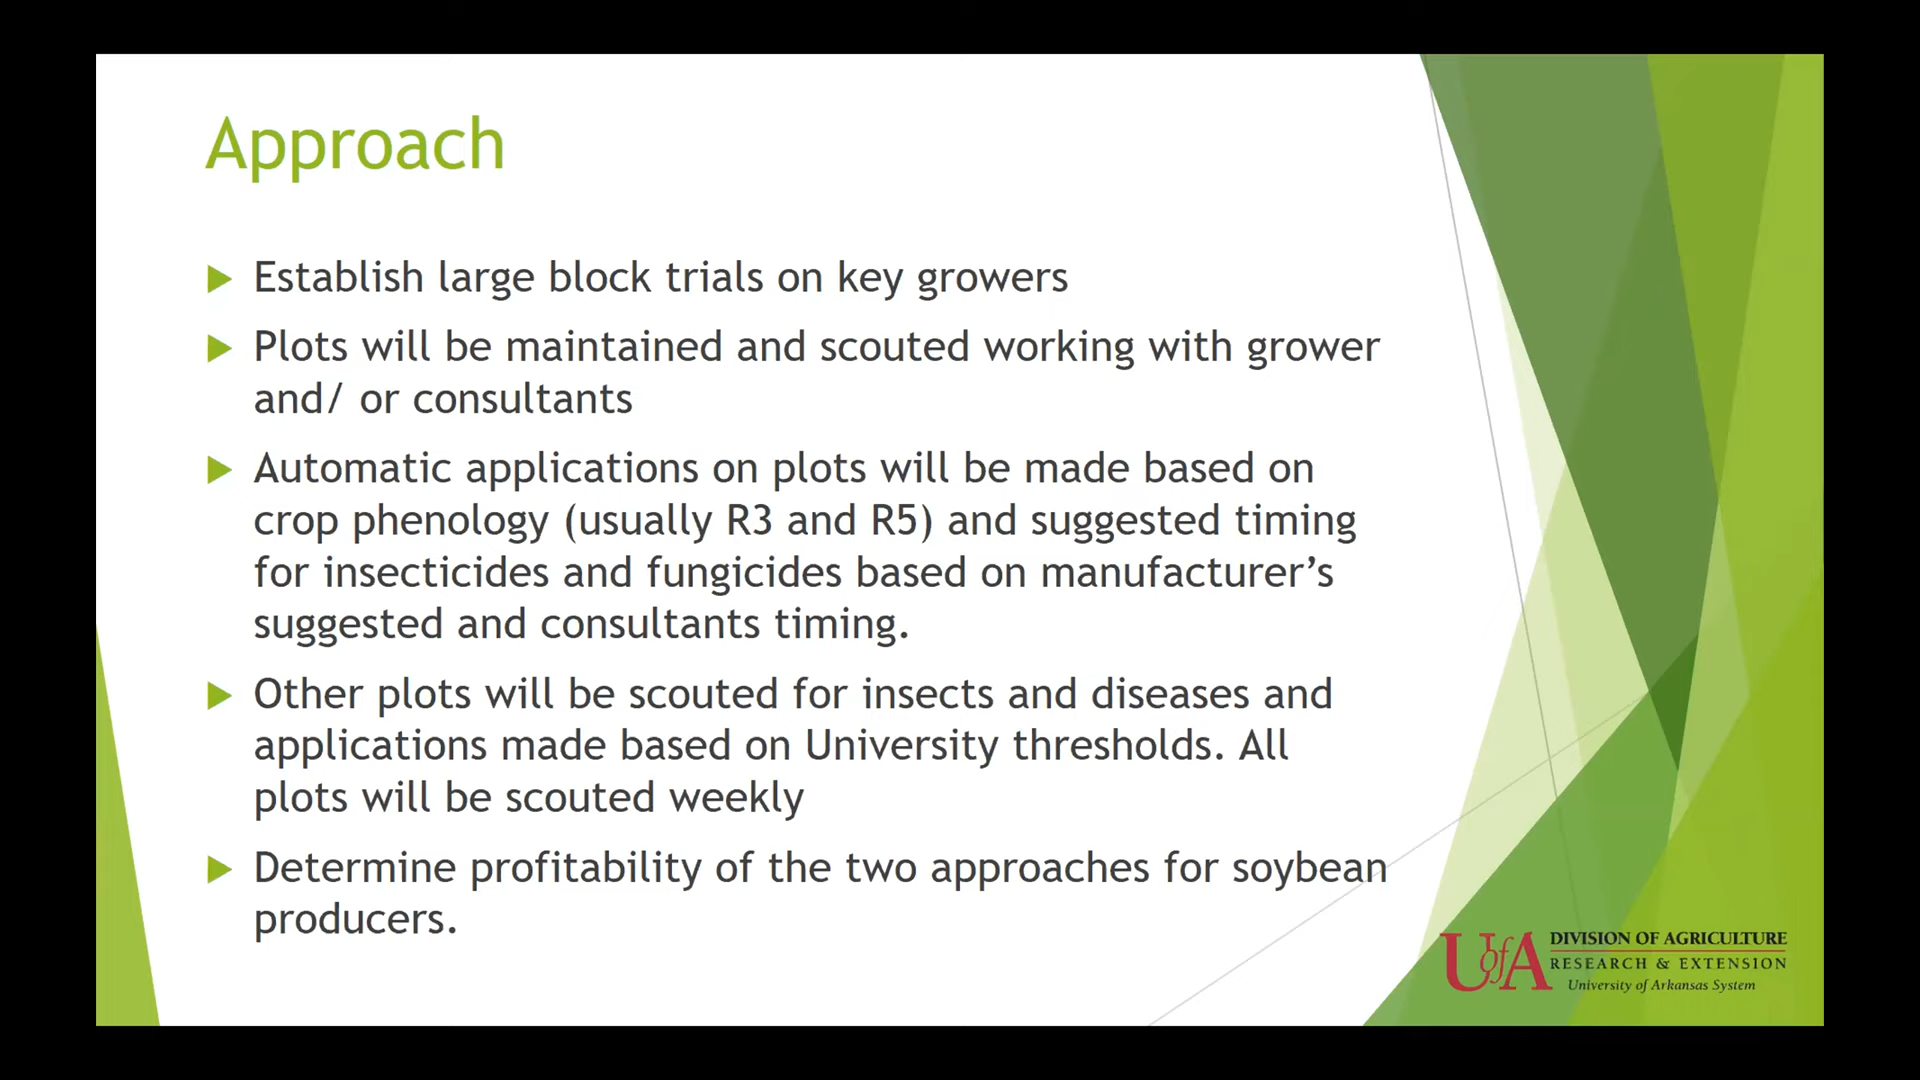 Approach
Establish large block trials on key growers
Plots will be maintained and scouted working with grower
and/ or consultants
Automatic applications on plots will be made based on
crop phenology (usually R3 and R5) and suggested timing
for insecticides and fungicides based on manufacturer’s
suggested and consultants timing.
Other plots will be scouted for insects and diseases and
applications made based on University thresholds. All
plots will be scouted weekly
Determine profitability of the two approaches for soybean
producers.
UofA DIVISION OF AGRICULTURE
RESEARCH & EXTENSION
University of Arkansas System